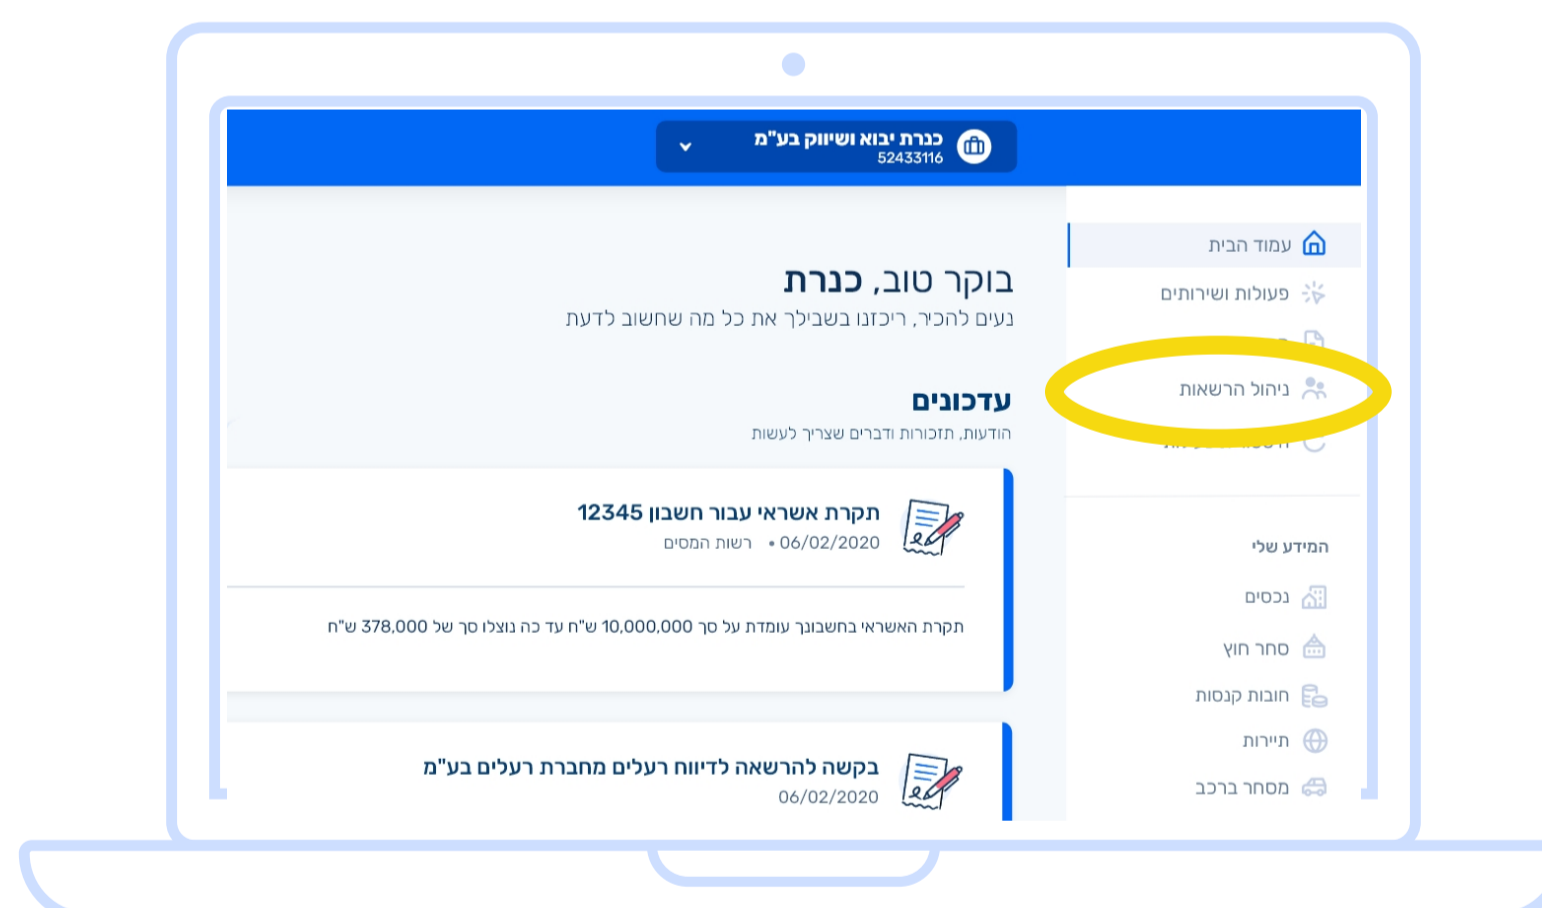 כנרת יבוא ושיווק בע"מ
52433116
עמוד הבית
פעולות ושירותים
ניהול הרשאות
המידע שלי
נכסים
סחר חוץ
חובות קנסות
תיירות
מסחר ברכב
בוקר טוב, כנרת
נעים להכיר, ריכזנו בשבילך את כל מה שחשוב לדעת
עדכונים
הודעות, תזכורות ודברים שצריך לעשות
תקרת אשראי עבור חשבון 12345
06/02/2020 • רשות המסים
תקרת האשראי בחשבונך עומדת על סך 10,000,000 ש"ח עד כה נוצלו סך של 378,000 ש"ח
בקשה להרשאה לדיווח רעלים מחברת רעלים בע"מ
06/02/2020